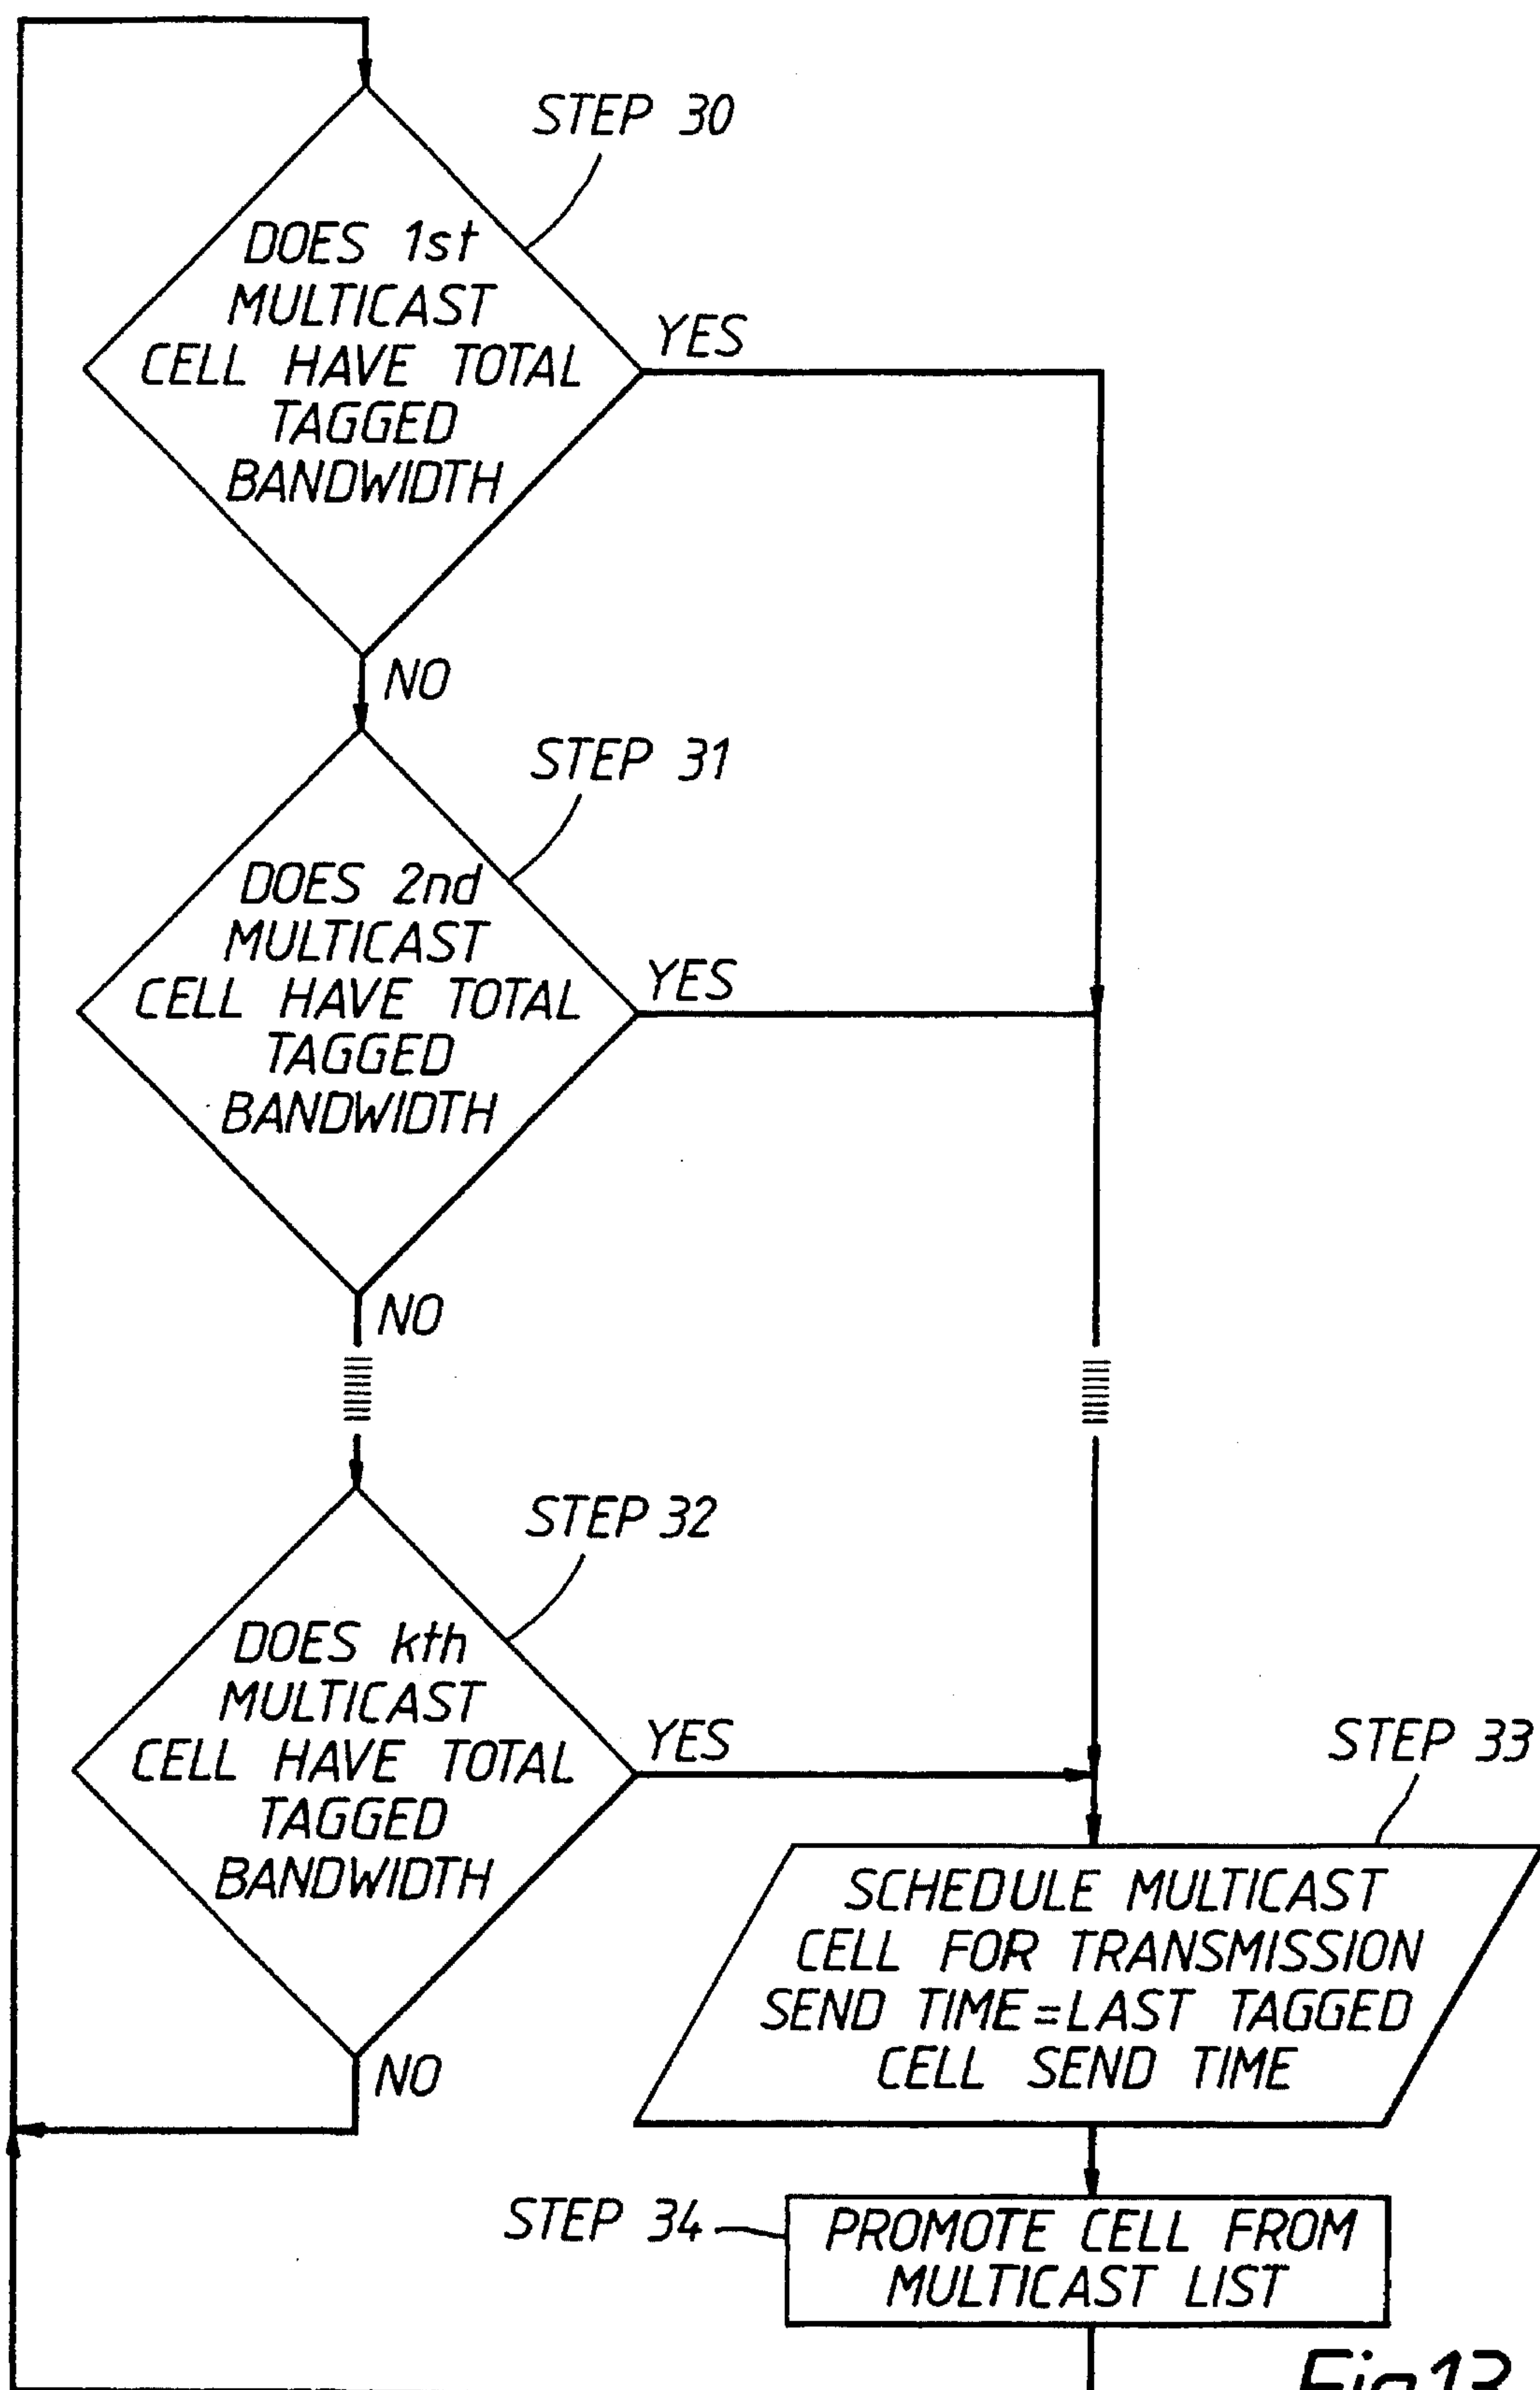 STEP 30
DOES 1st
MULTICAST
CELL HAVE TOTAL
TAGGED
BANDWIDTH
YES
NO
STEP 31
DOES 2nd
MULTICAST
CELL HAVE TOTAL
TAGGED
BANDWIDTH
YES
NO
STEP 32
DOES kth
MULTICAST
CELL HAVE TOTAL
TAGGED
BANDWIDTH
YES
NO
STEP 33
SCHEDULE MULTICAST
CELL FOR TRANSMISSION
SEND TIME=LAST TAGGED
CELL SEND TIME
STEP 34
PROMOTE CELL FROM
MULTICAST LIST
Fig.13